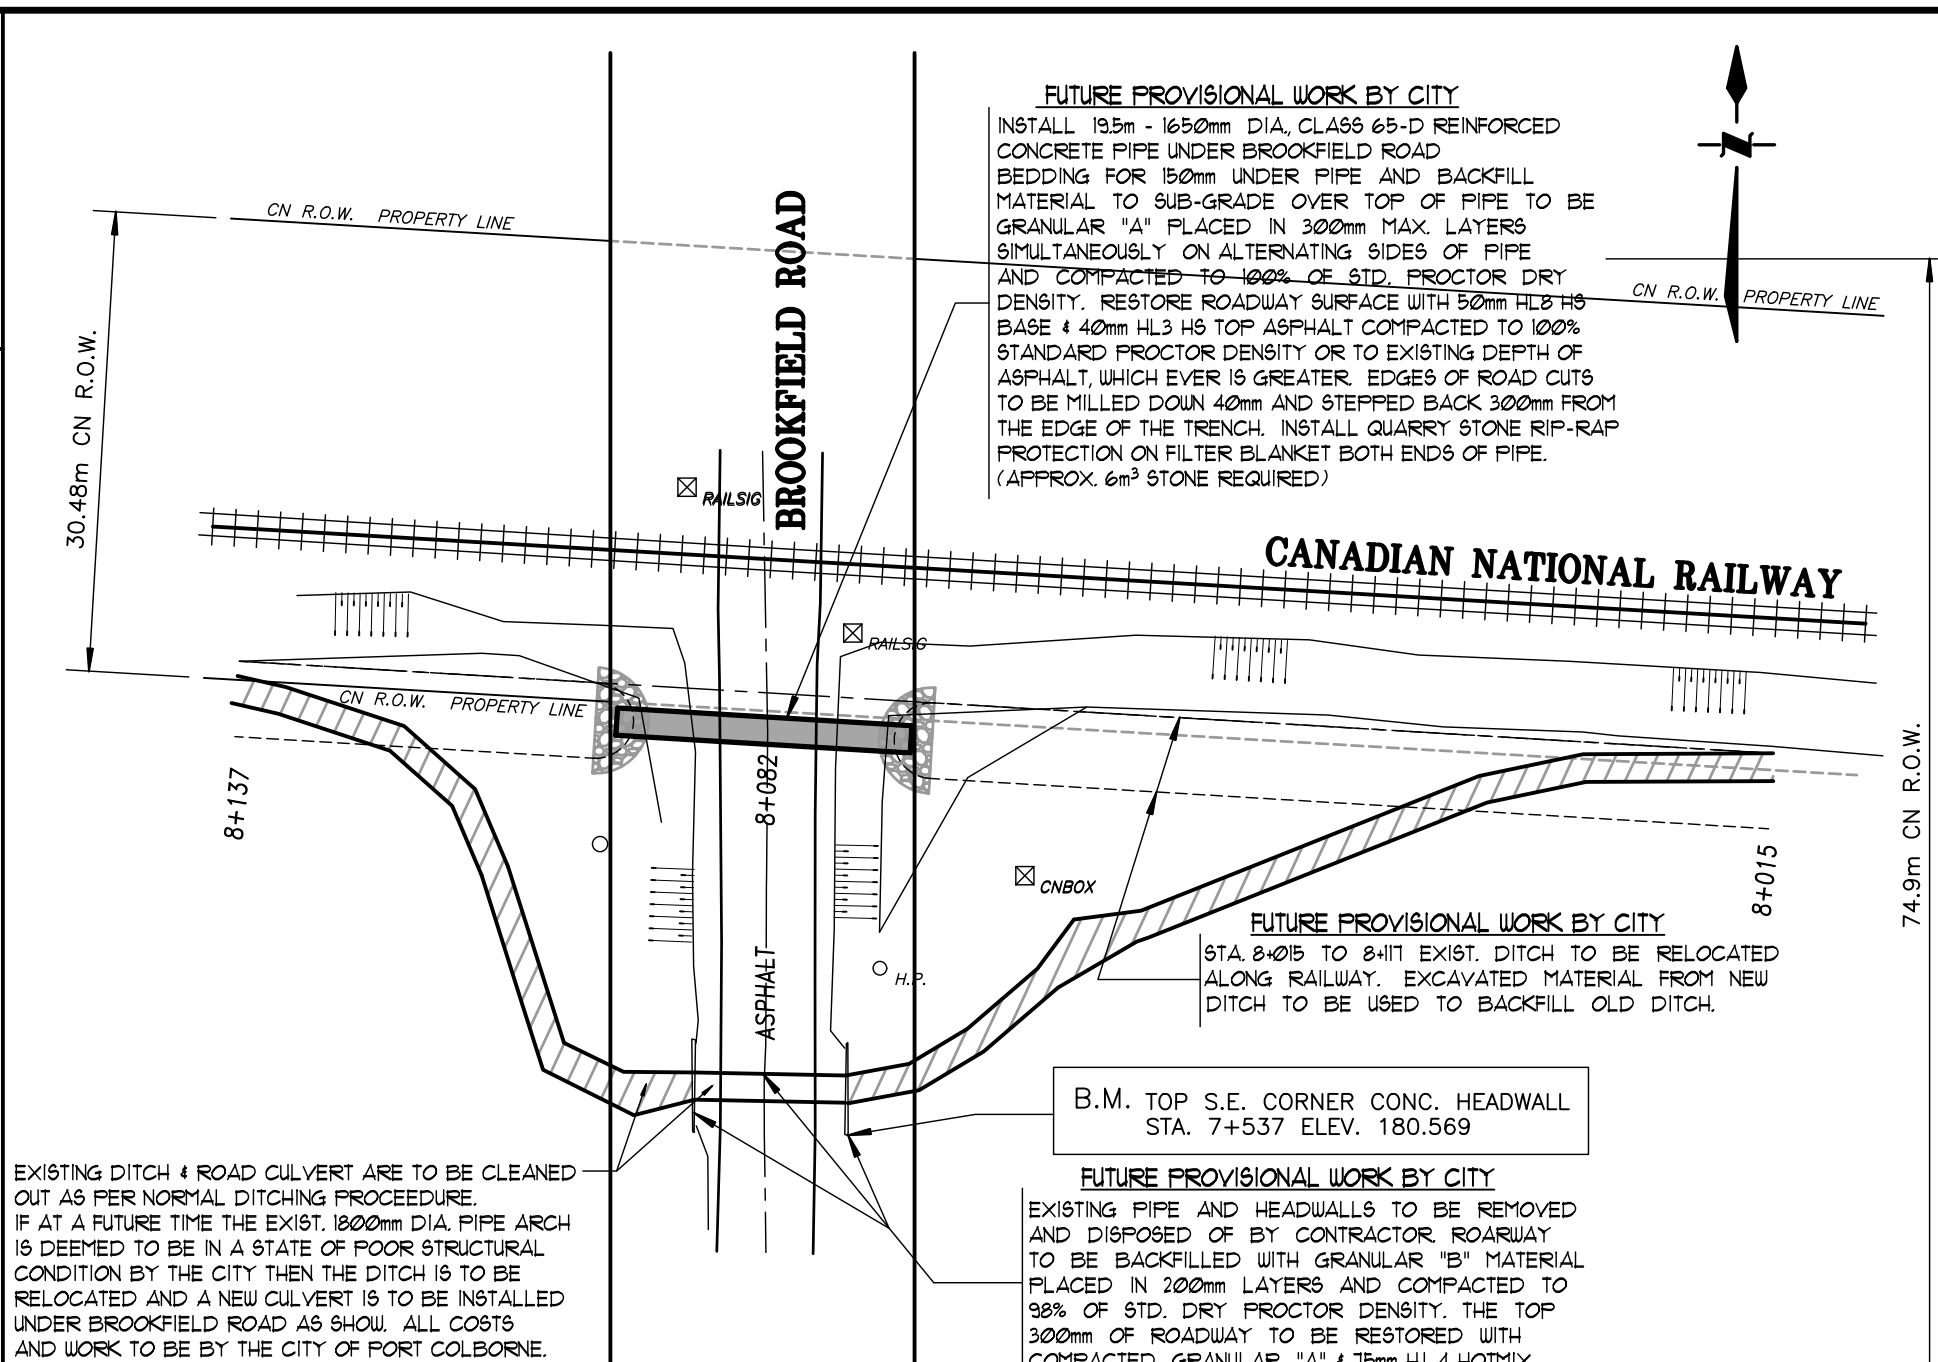 FUTURE PROVISIONAL WORK BY CITY
INSTALL 19.5m - 1650mm DIA., CLASS 65-D REINFORCED
CONCRETE PIPE UNDER BROOKFIELD ROAD
BEDDING FOR 150mm UNDER PIPE AND BACKFILL
MATERIAL TO SUB-GRADE OVER TOP OF PIPE TO BE
GRANULAR "A" PLACED IN 300mm MAX. LAYERS
SIMULTANEOUSLY ON ALTERNATING SIDES OF PIPE
AND COMPACTED TO 100% OF STD. PROCTOR DRY
DENSITY. RESTORE ROADWAY SURFACE WITH 50mm HL8 HS
BASE & 40mm HL3 HS TOP ASPHALT COMPACTED TO 100%
STANDARD PROCTOR DENSITY OR TO EXISTING DEPTH OF
ASPHALT, WHICH EVER IS GREATER. EDGES OF ROAD CUTS
TO BE MILLED DOWN 40mm AND STEPPED BACK 300mm FROM
THE EDGE OF THE TRENCH. INSTALL QUARRY STONE RIP-RAP
PROTECTION ON FILTER BLANKET BOTH ENDS OF PIPE.
(APPROX. 6m³ STONE REQUIRED)
N
CN R.O.W. PROPERTY LINE
CN R.O.W. PROPERTY LINE
30.48m CN R.O.W.
BROOKFIELD ROAD
RAILSIG
CANADIAN NATIONAL RAILWAY
RAILSIG
CN R.O.W. PROPERTY LINE
8+137
8+082
74.9m CN R.O.W.
8+015
CNBOX
FUTURE PROVISIONAL WORK BY CITY
STA. 8+015 TO 8+117 EXIST. DITCH TO BE RELOCATED
ALONG RAILWAY. EXCAVATED MATERIAL FROM NEW
DITCH TO BE USED TO BACKFILL OLD DITCH.
ASPHALT
H.P.
B.M. TOP S.E. CORNER CONC. HEADWALL
STA. 7+537 ELEV. 180.569
EXISTING DITCH & ROAD CULVERT ARE TO BE CLEANED
OUT AS PER NORMAL DITCHING PROCEEDURE.
IF AT A FUTURE TIME THE EXIST. 1800mm DIA. PIPE ARCH
IS DEEMED TO BE IN A STATE OF POOR STRUCTURAL
CONDITION BY THE CITY THEN THE DITCH IS TO BE
RELOCATED AND A NEW CULVERT IS TO BE INSTALLED
UNDER BROOKFIELD ROAD AS SHOW. ALL COSTS
AND WORK TO BE BY THE CITY OF PORT COLBORNE.
FUTURE PROVISIONAL WORK BY CITY
EXISTING PIPE AND HEADWALLS TO BE REMOVED
AND DISPOSED OF BY CONTRACTOR. ROARWAY
TO BE BACKFILLED WITH GRANULAR "B" MATERIAL
PLACED IN 200mm LAYERS AND COMPACTED TO
98% OF STD. DRY PROCTOR DENSITY. THE TOP
300mm OF ROADWAY TO BE RESTORED WITH
COMPACTED GRANULAR "A" & 75mm HL4 HOTMIX